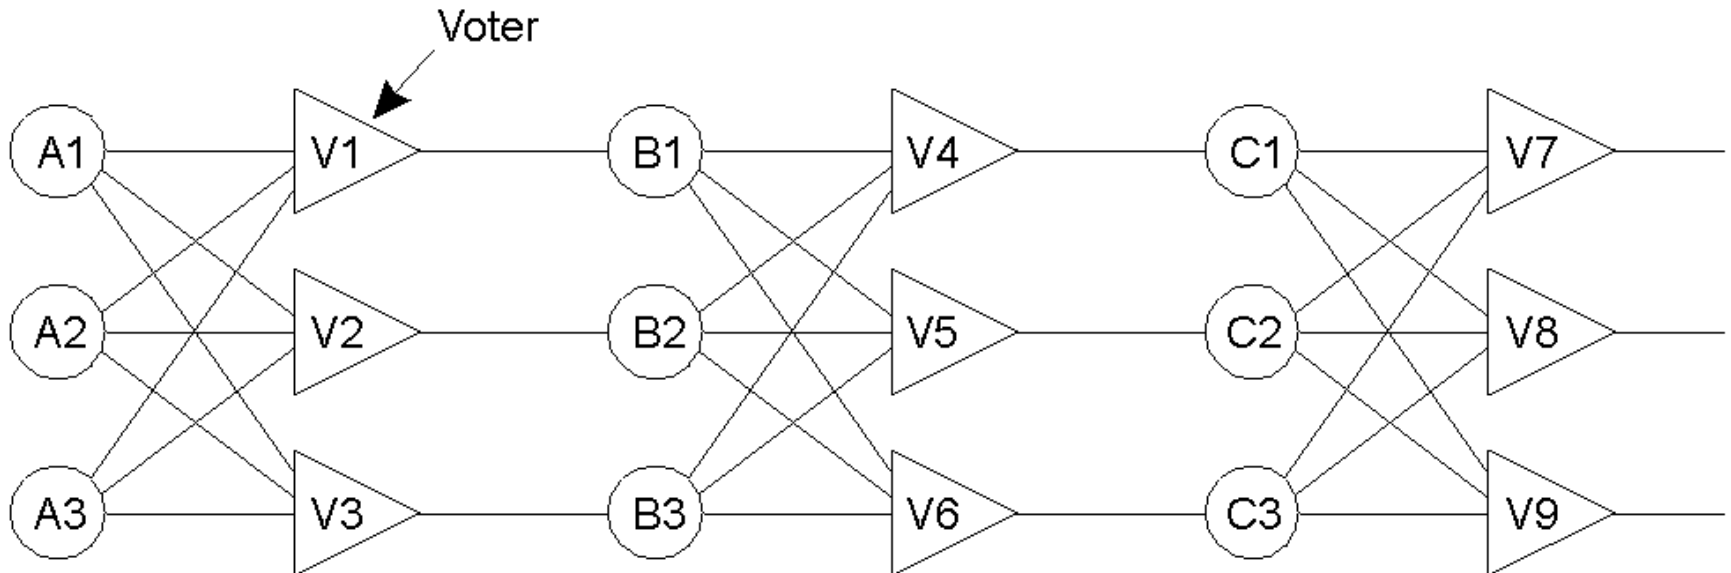 Voter
A1 V1 B1 V4 C1 V7
A2 V2 B2 V5 C2 V8
A3 V3 B3 V6 C3 V9